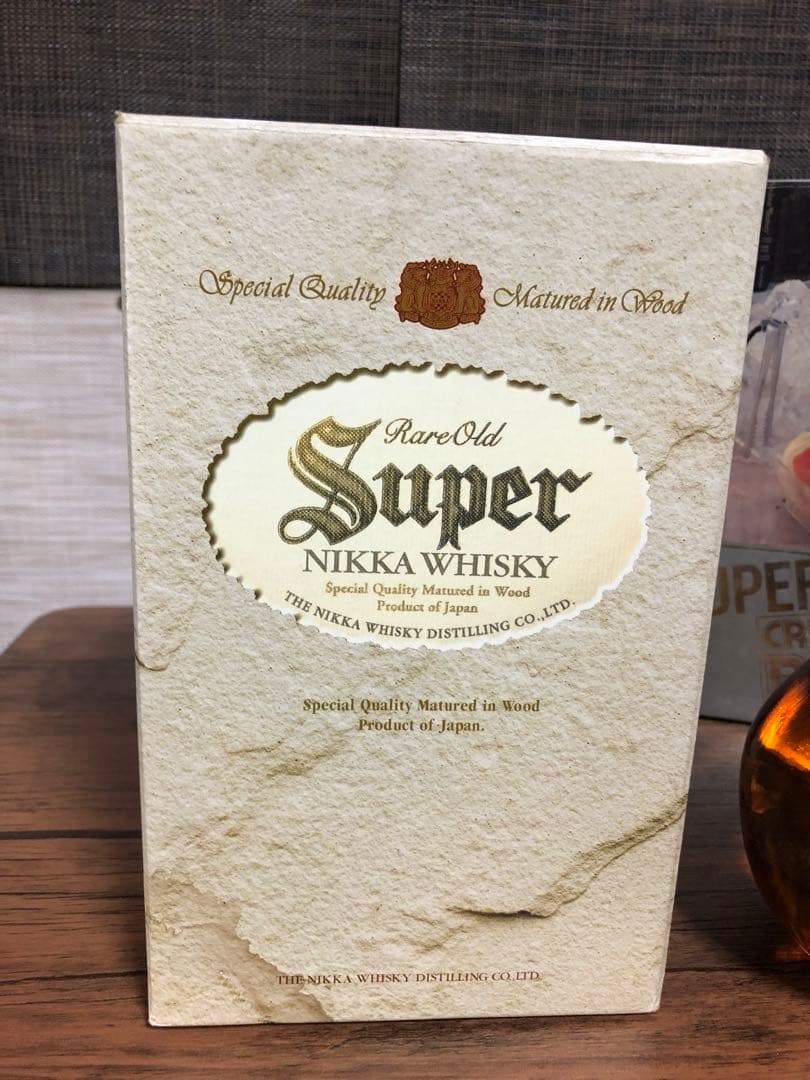 Special Quality Matured in Wood
Rare Old
Super
NIKKA WHISKY
Special Quality Matured in Wood
Product of Japan
THE NIKKA WHISKY DISTILLING CO.,LTD.
Special Quality Matured in Wood
Product of Japan.
THE NIKKA WHISKY DISTILLING CO.,LTD.
UPER
CR